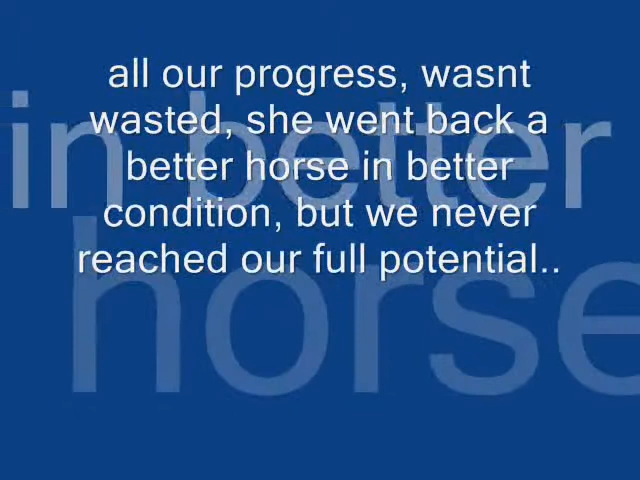 all our progress, wasnt
wasted, she went back a
better horse in better
condition, but we never
reached our full potential..
in better
horse